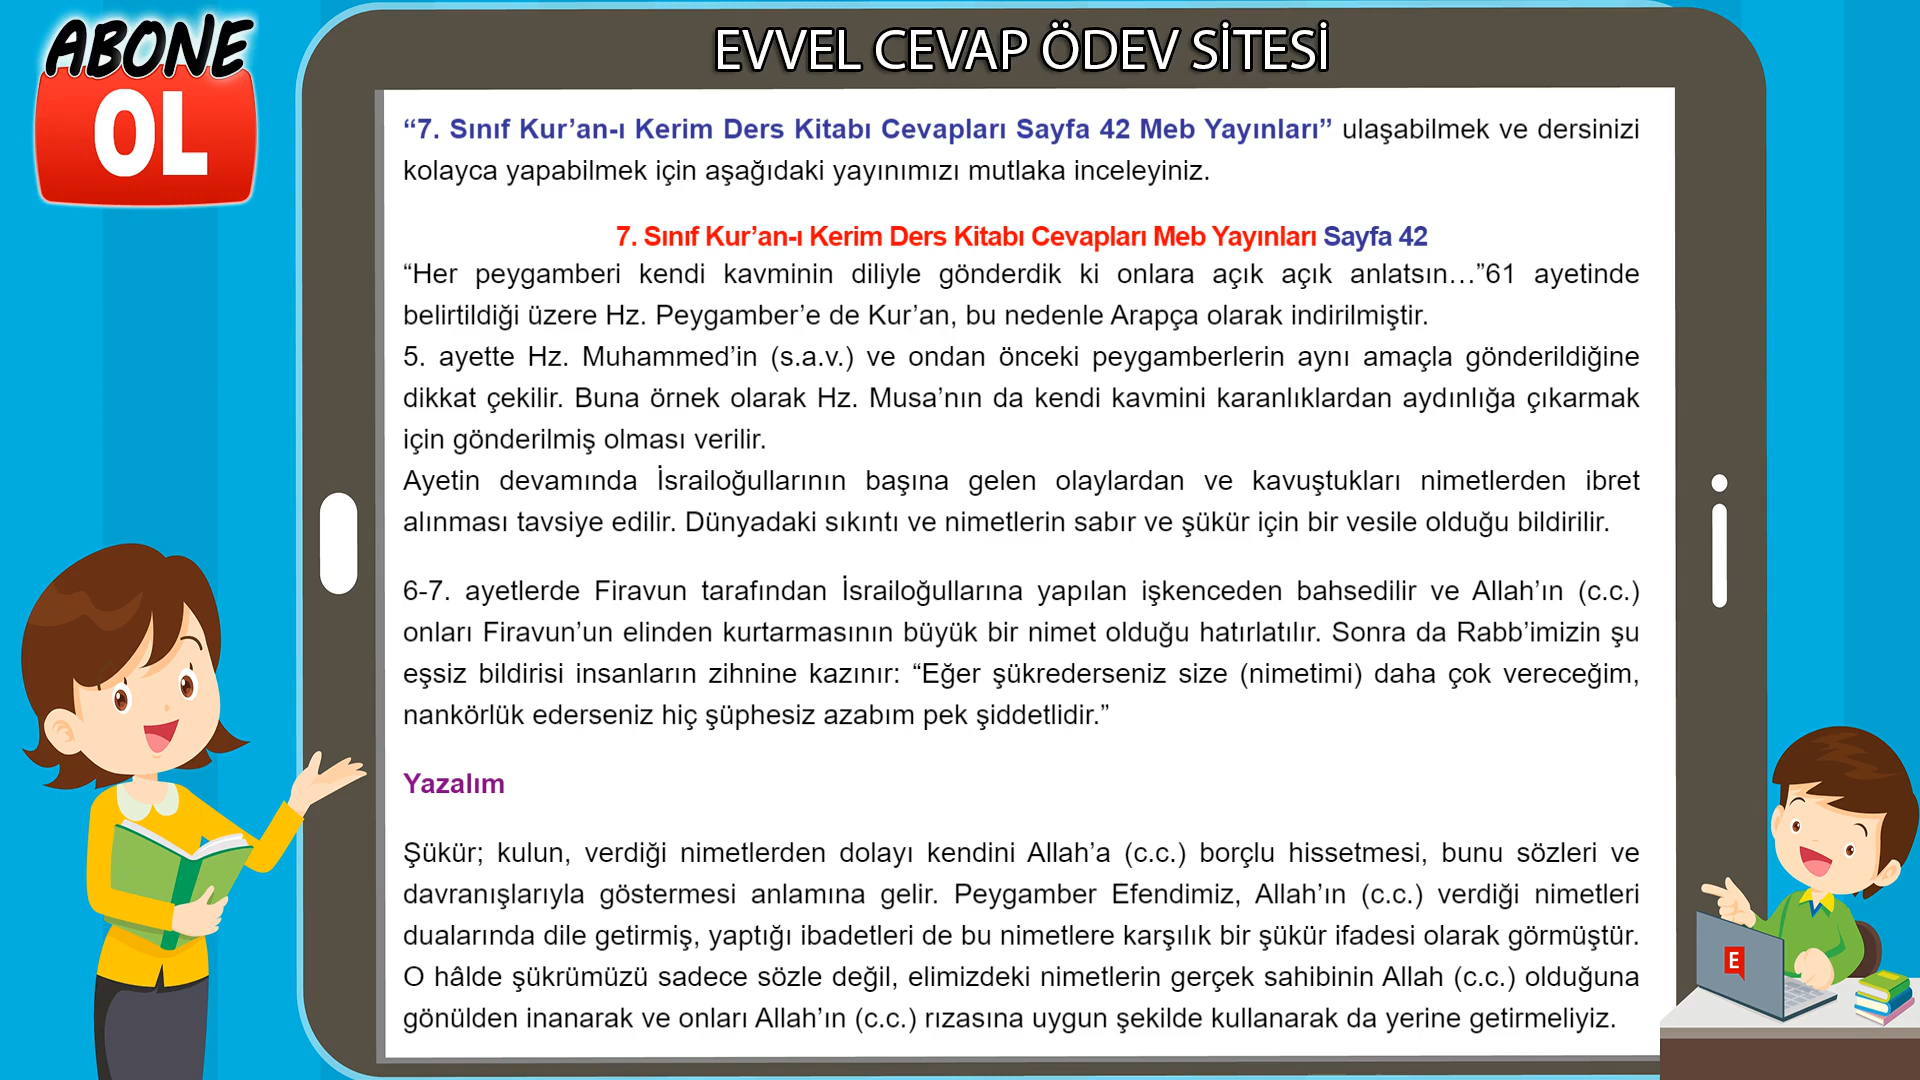 ABONE
OL
EVVEL CEVAP ÖDEV SİTESİ
“7. Sınıf Kur’an-ı Kerim Ders Kitabı Cevapları Sayfa 42 Meb Yayınları” ulaşabilmek ve dersinizi
kolayca yapabilmek için aşağıdaki yayınımızı mutlaka inceleyiniz.
7. Sınıf Kur’an-ı Kerim Ders Kitabı Cevapları Meb Yayınları Sayfa 42
“Her peygamberi kendi kavminin diliyle gönderdik ki onlara açık açık anlatsın…”61 ayetinde
belirtildiği üzere Hz. Peygamber’e de Kur’an, bu nedenle Arapça olarak indirilmiştir.
5. ayette Hz. Muhammed’in (s.a.v.) ve ondan önceki peygamberlerin aynı amaçla gönderildiğine
dikkat çekilir. Buna örnek olarak Hz. Musa’nın da kendi kavmini karanlıklardan aydınlığa çıkarmak
için gönderilmiş olması verilir.
Ayetin devamında İsrailoğullarının başına gelen olaylardan ve kavuştukları nimetlerden ibret
alınması tavsiye edilir. Dünyadaki sıkıntı ve nimetlerin sabır ve şükür için bir vesile olduğu bildirilir.
6-7. ayetlerde Firavun tarafından İsrailoğullarına yapılan işkenceden bahsedilir ve Allah’ın (c.c.)
onları Firavun’un elinden kurtarmasının büyük bir nimet olduğu hatırlatılır. Sonra da Rabb’imizin şu
eşsiz bildirisi insanların zihnine kazınır: “Eğer şükrederseniz size (nimetimi) daha çok vereceğim,
nankörlük ederseniz hiç şüphesiz azabım pek şiddetlidir.”
Yazalım
Şükür; kulun, verdiği nimetlerden dolayı kendini Allah’a (c.c.) borçlu hissetmesi, bunu sözleri ve
davranışlarıyla göstermesi anlamına gelir. Peygamber Efendimiz, Allah’ın (c.c.) verdiği nimetleri
dualarında dile getirmiş, yaptığı ibadetleri de bu nimetlere karşılık bir şükür ifadesi olarak görmüştür.
O hâlde şükrümüzü sadece sözle değil, elimizdeki nimetlerin gerçek sahibinin Allah (c.c.) olduğuna
gönülden inanarak ve onları Allah’ın (c.c.) rızasına uygun şekilde kullanarak da yerine getirmeliyiz.
E